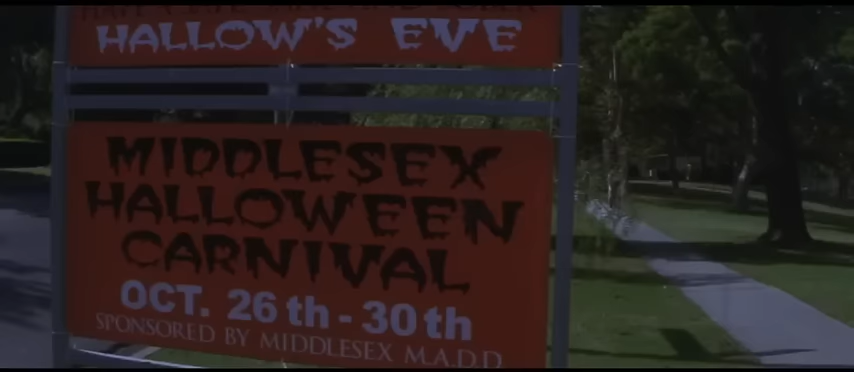 HALLOW'S EVE
MIDDLESEX
HALLOWEEN
CARNIVAL
OCT. 26th - 30th
SPONSORED BY MIDDLESEX M.A.D.D.